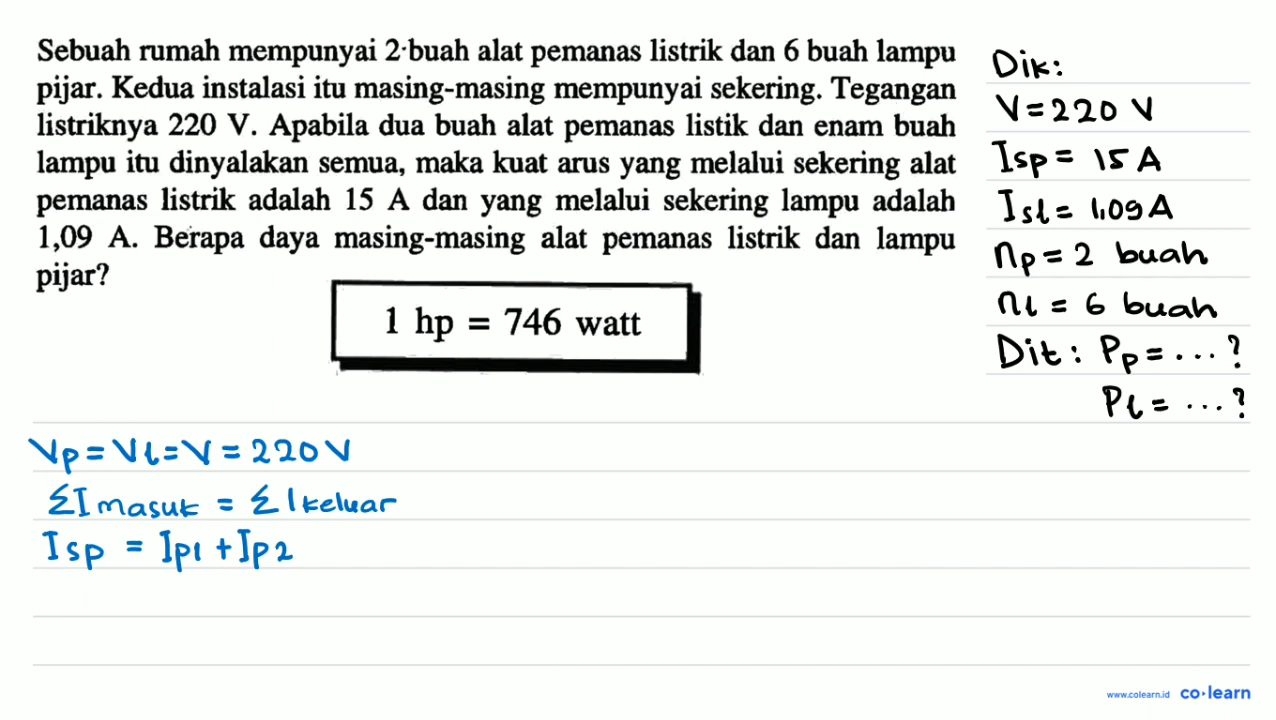 Sebuah rumah mempunyai 2 buah alat pemanas listrik dan 6 buah lampu
pijar. Kedua instalasi itu masing-masing mempunyai sekering. Tegangan
listriknya 220 V. Apabila dua buah alat pemanas listik dan enam buah
lampu itu dinyalakan semua, maka kuat arus yang melalui sekering alat
pemanas listrik adalah 15 A dan yang melalui sekering lampu adalah
1,09 A. Berapa daya masing-masing alat pemanas listrik dan lampu
pijar?
1 hp = 746 watt
Dik:
V = 220 V
Isp = 15 A
Isl = 1,09 A
np = 2 buah
nl = 6 buah
Dit : Pp = ... ?
Pl = ... ?
Vp = Vl = V = 220 V
ΣI masuk = ΣI keluar
Isp = Ip1 + Ip2
www.colearn.id co·learn